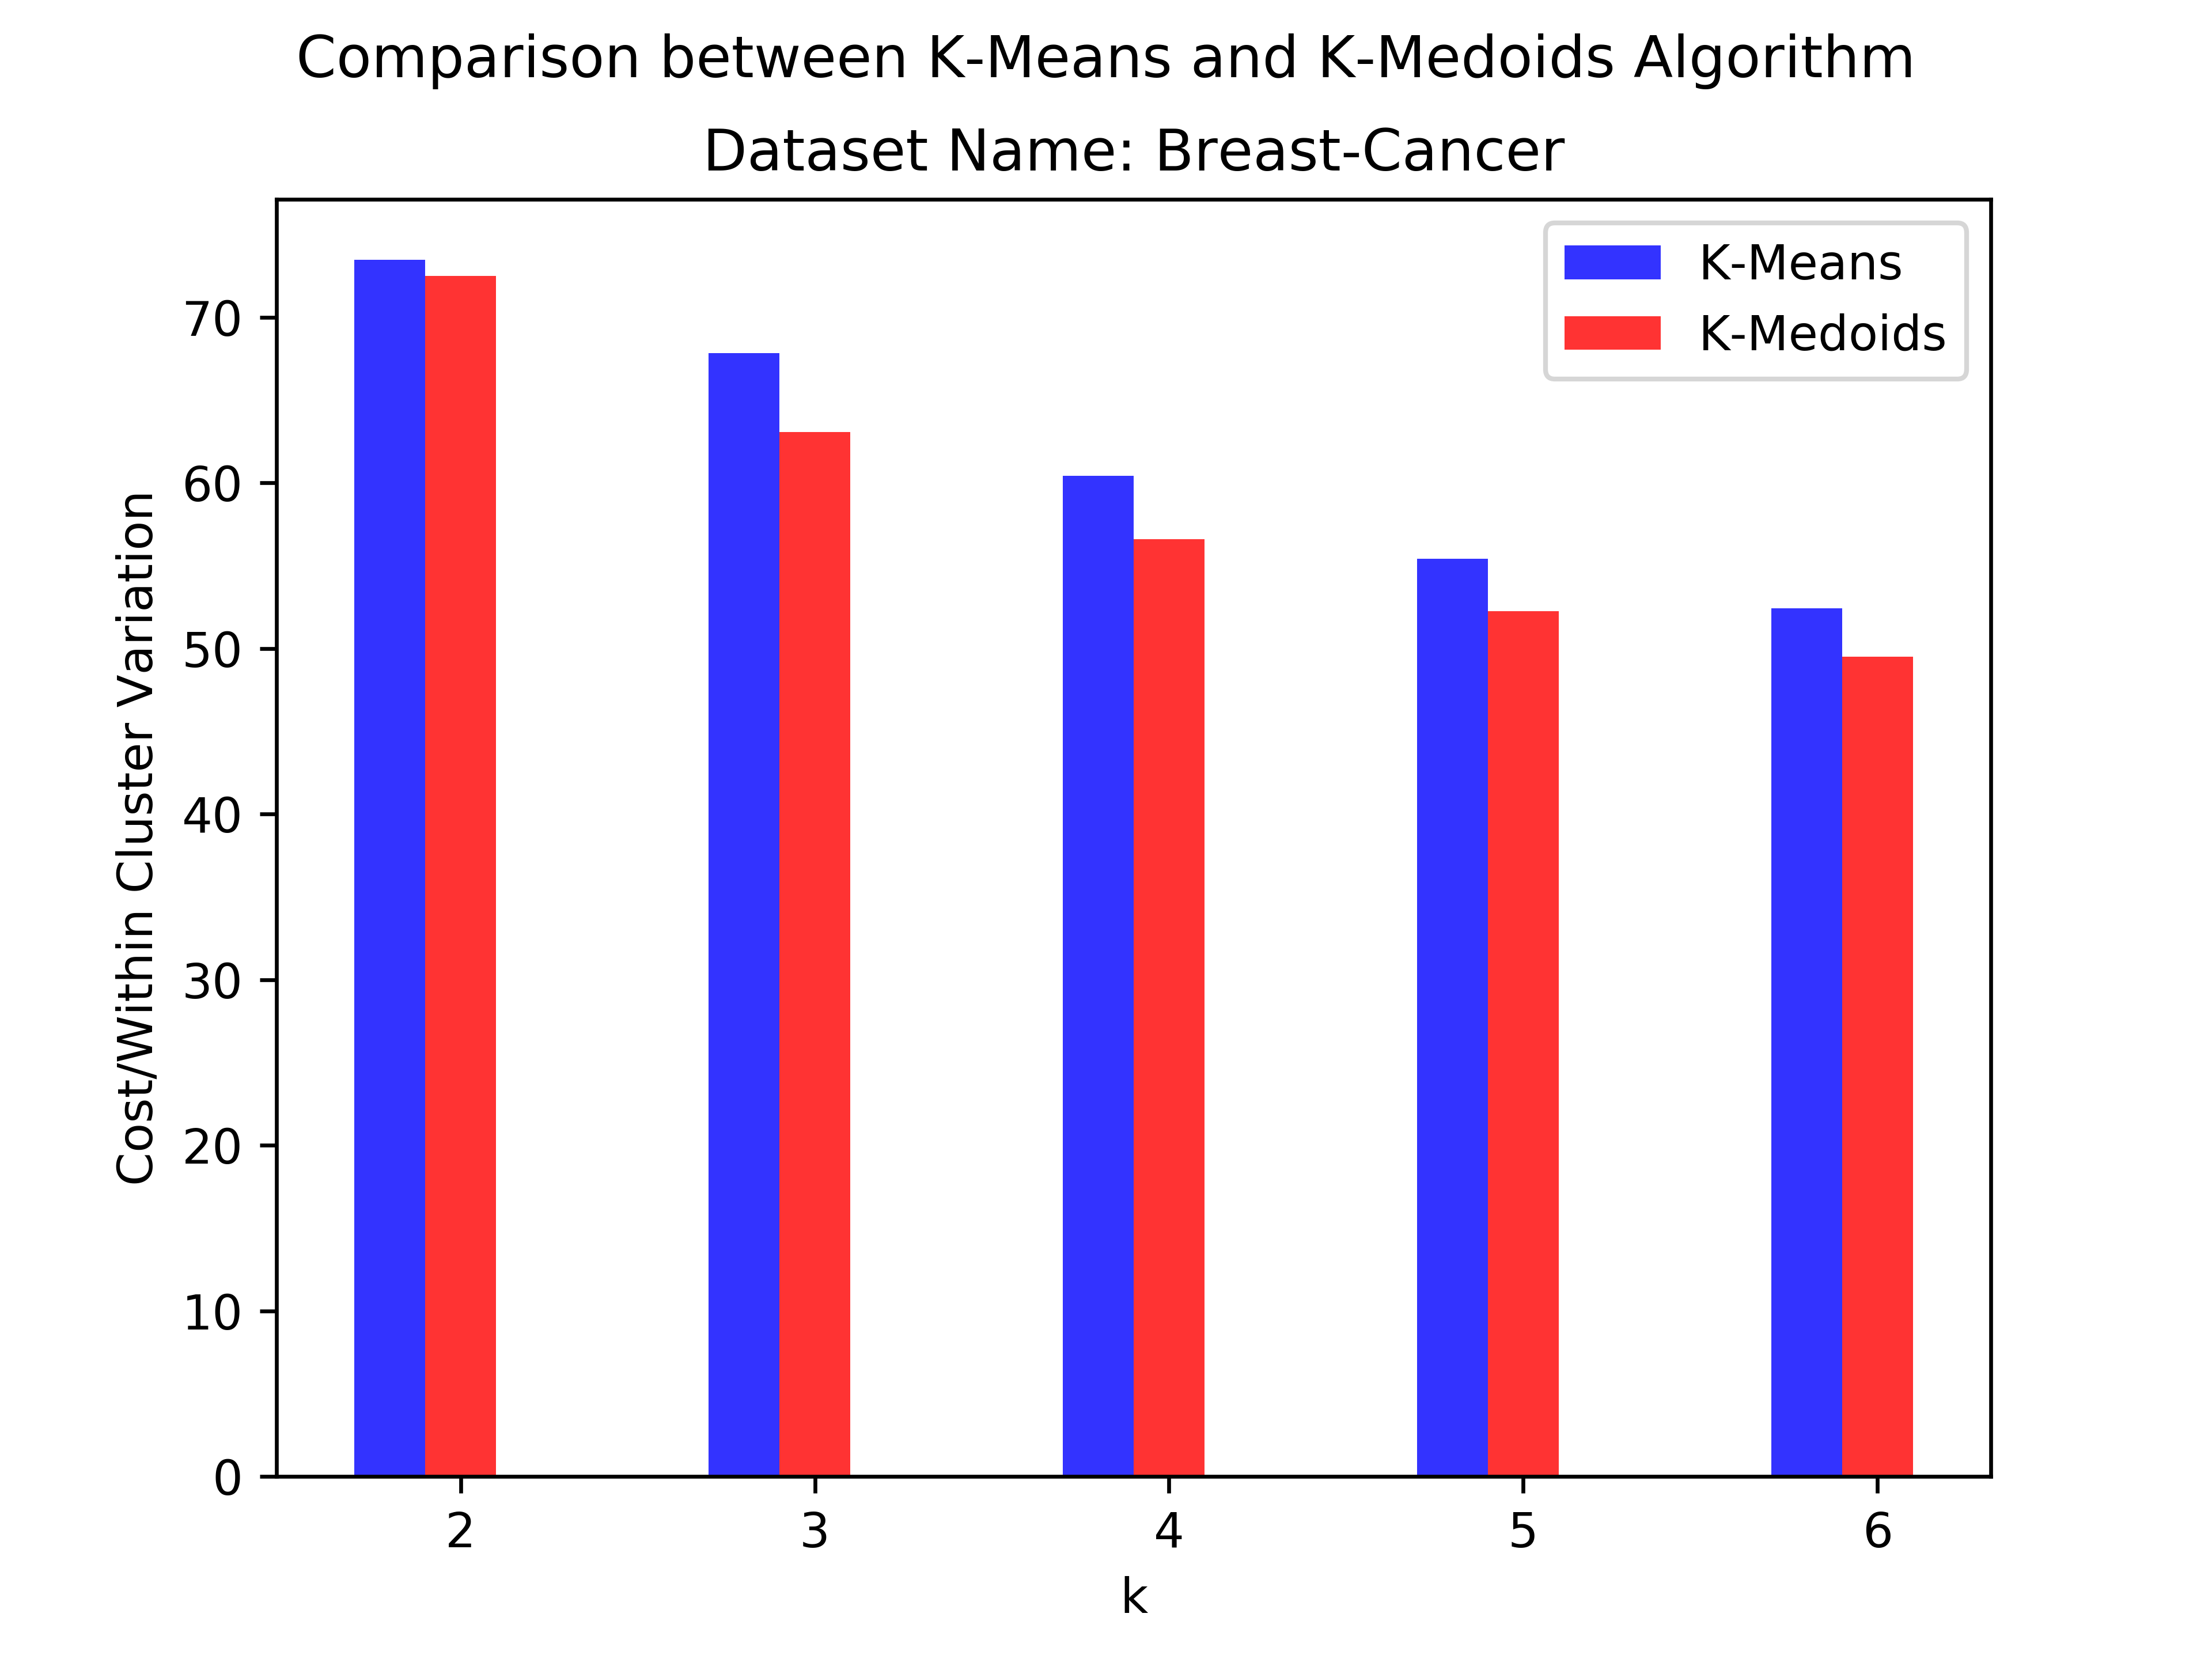 Comparison between K-Means and K-Medoids Algorithm
Dataset Name: Breast-Cancer
K-Means
K-Medoids
Cost/Within Cluster Variation
70
60
50
40
30
20
10
0
2 3 4 5 6
k